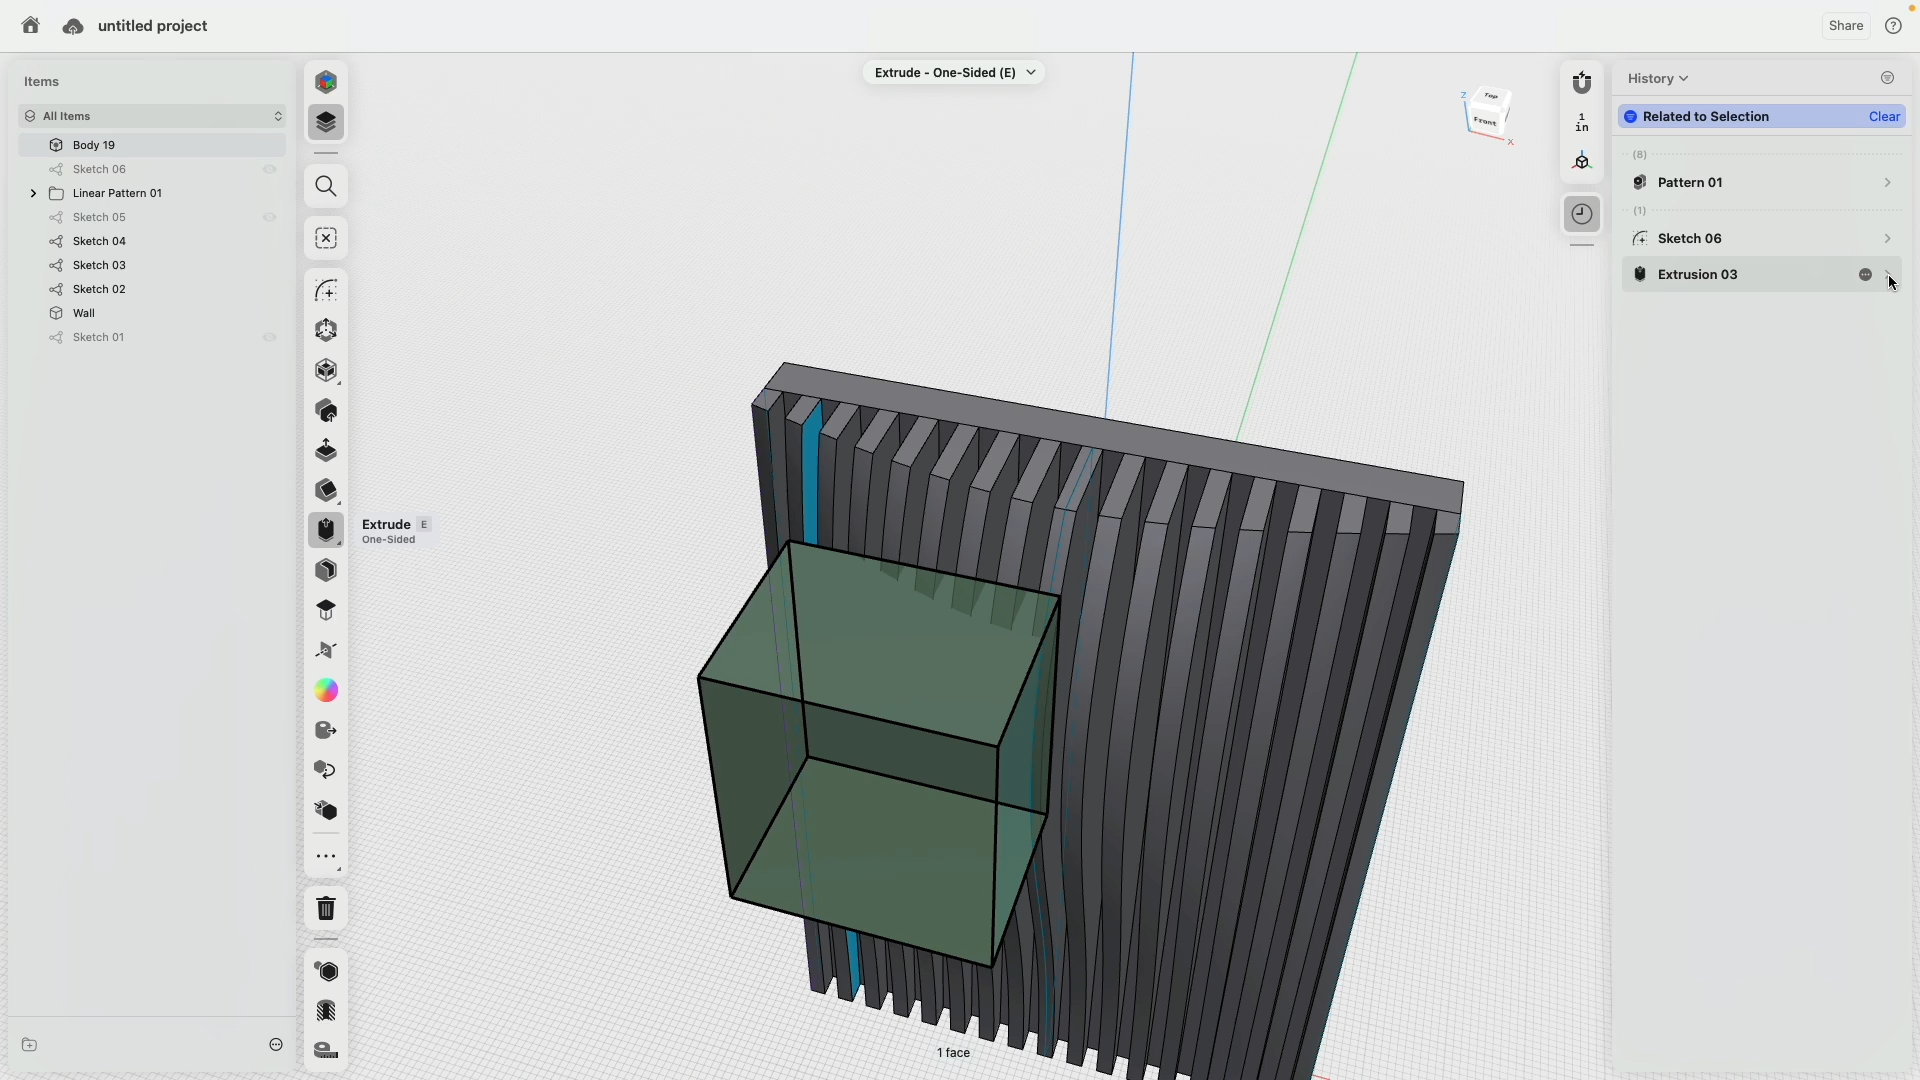 untitled project
Share
Items
All Items
Body 19
Sketch 06
Linear Pattern 01
Sketch 05
Sketch 04
Sketch 03
Sketch 02
Wall
Sketch 01
Extrude - One-Sided (E)
Extrude E
One-Sided
Z
Top
Front
X
1
in
History
Related to Selection Clear
(8)
Pattern 01
(1)
Sketch 06
Extrusion 03
1 face